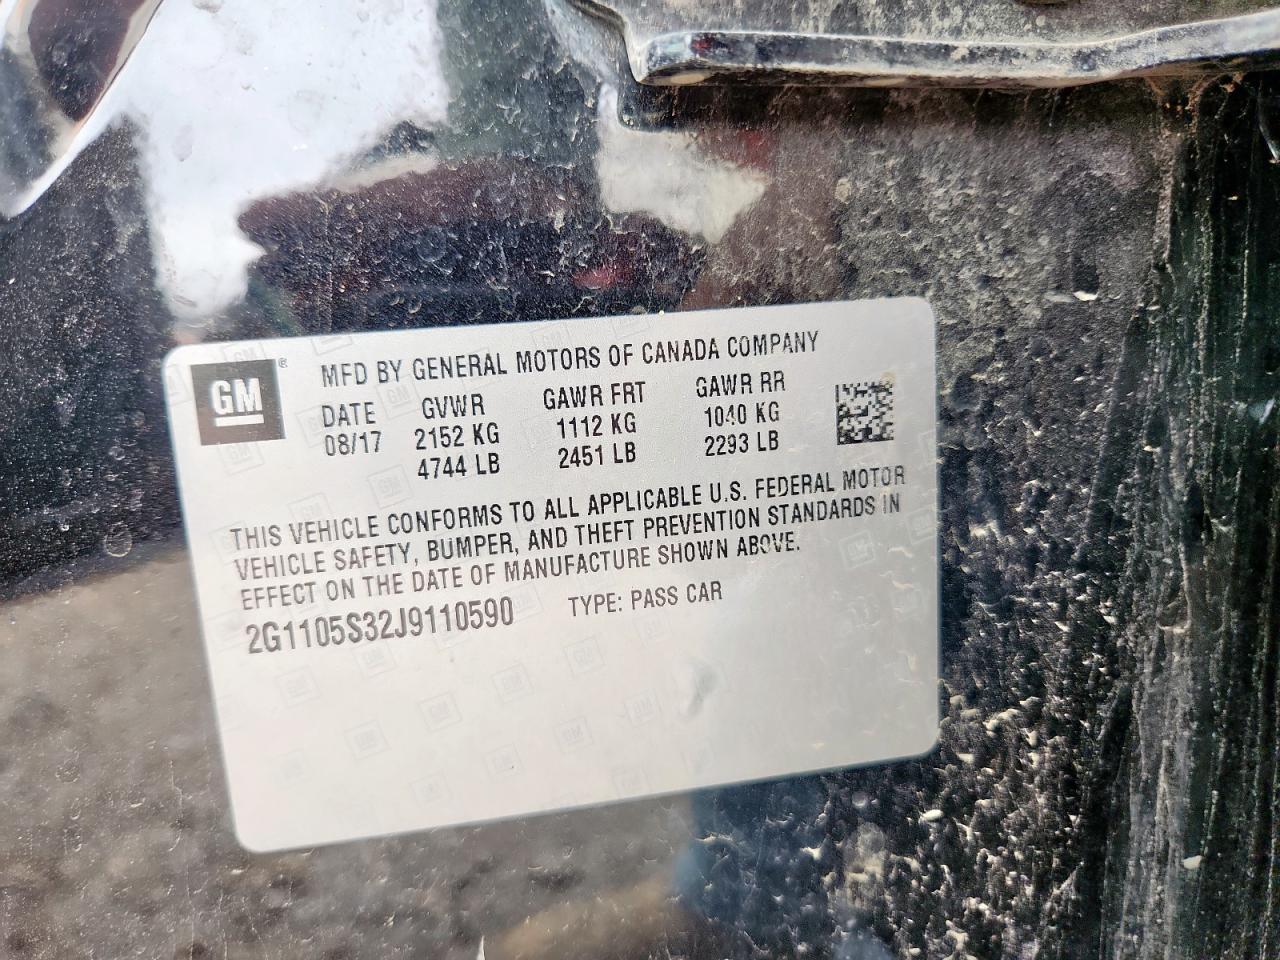 GM ®
MFD BY GENERAL MOTORS OF CANADA COMPANY
DATE GVWR GAWR FRT GAWR RR
08/17 2152 KG 1112 KG 1040 KG
4744 LB 2451 LB 2293 LB
THIS VEHICLE CONFORMS TO ALL APPLICABLE U.S. FEDERAL MOTOR
VEHICLE SAFETY, BUMPER, AND THEFT PREVENTION STANDARDS IN
EFFECT ON THE DATE OF MANUFACTURE SHOWN ABOVE.
2G1105S32J9110590 TYPE: PASS CAR